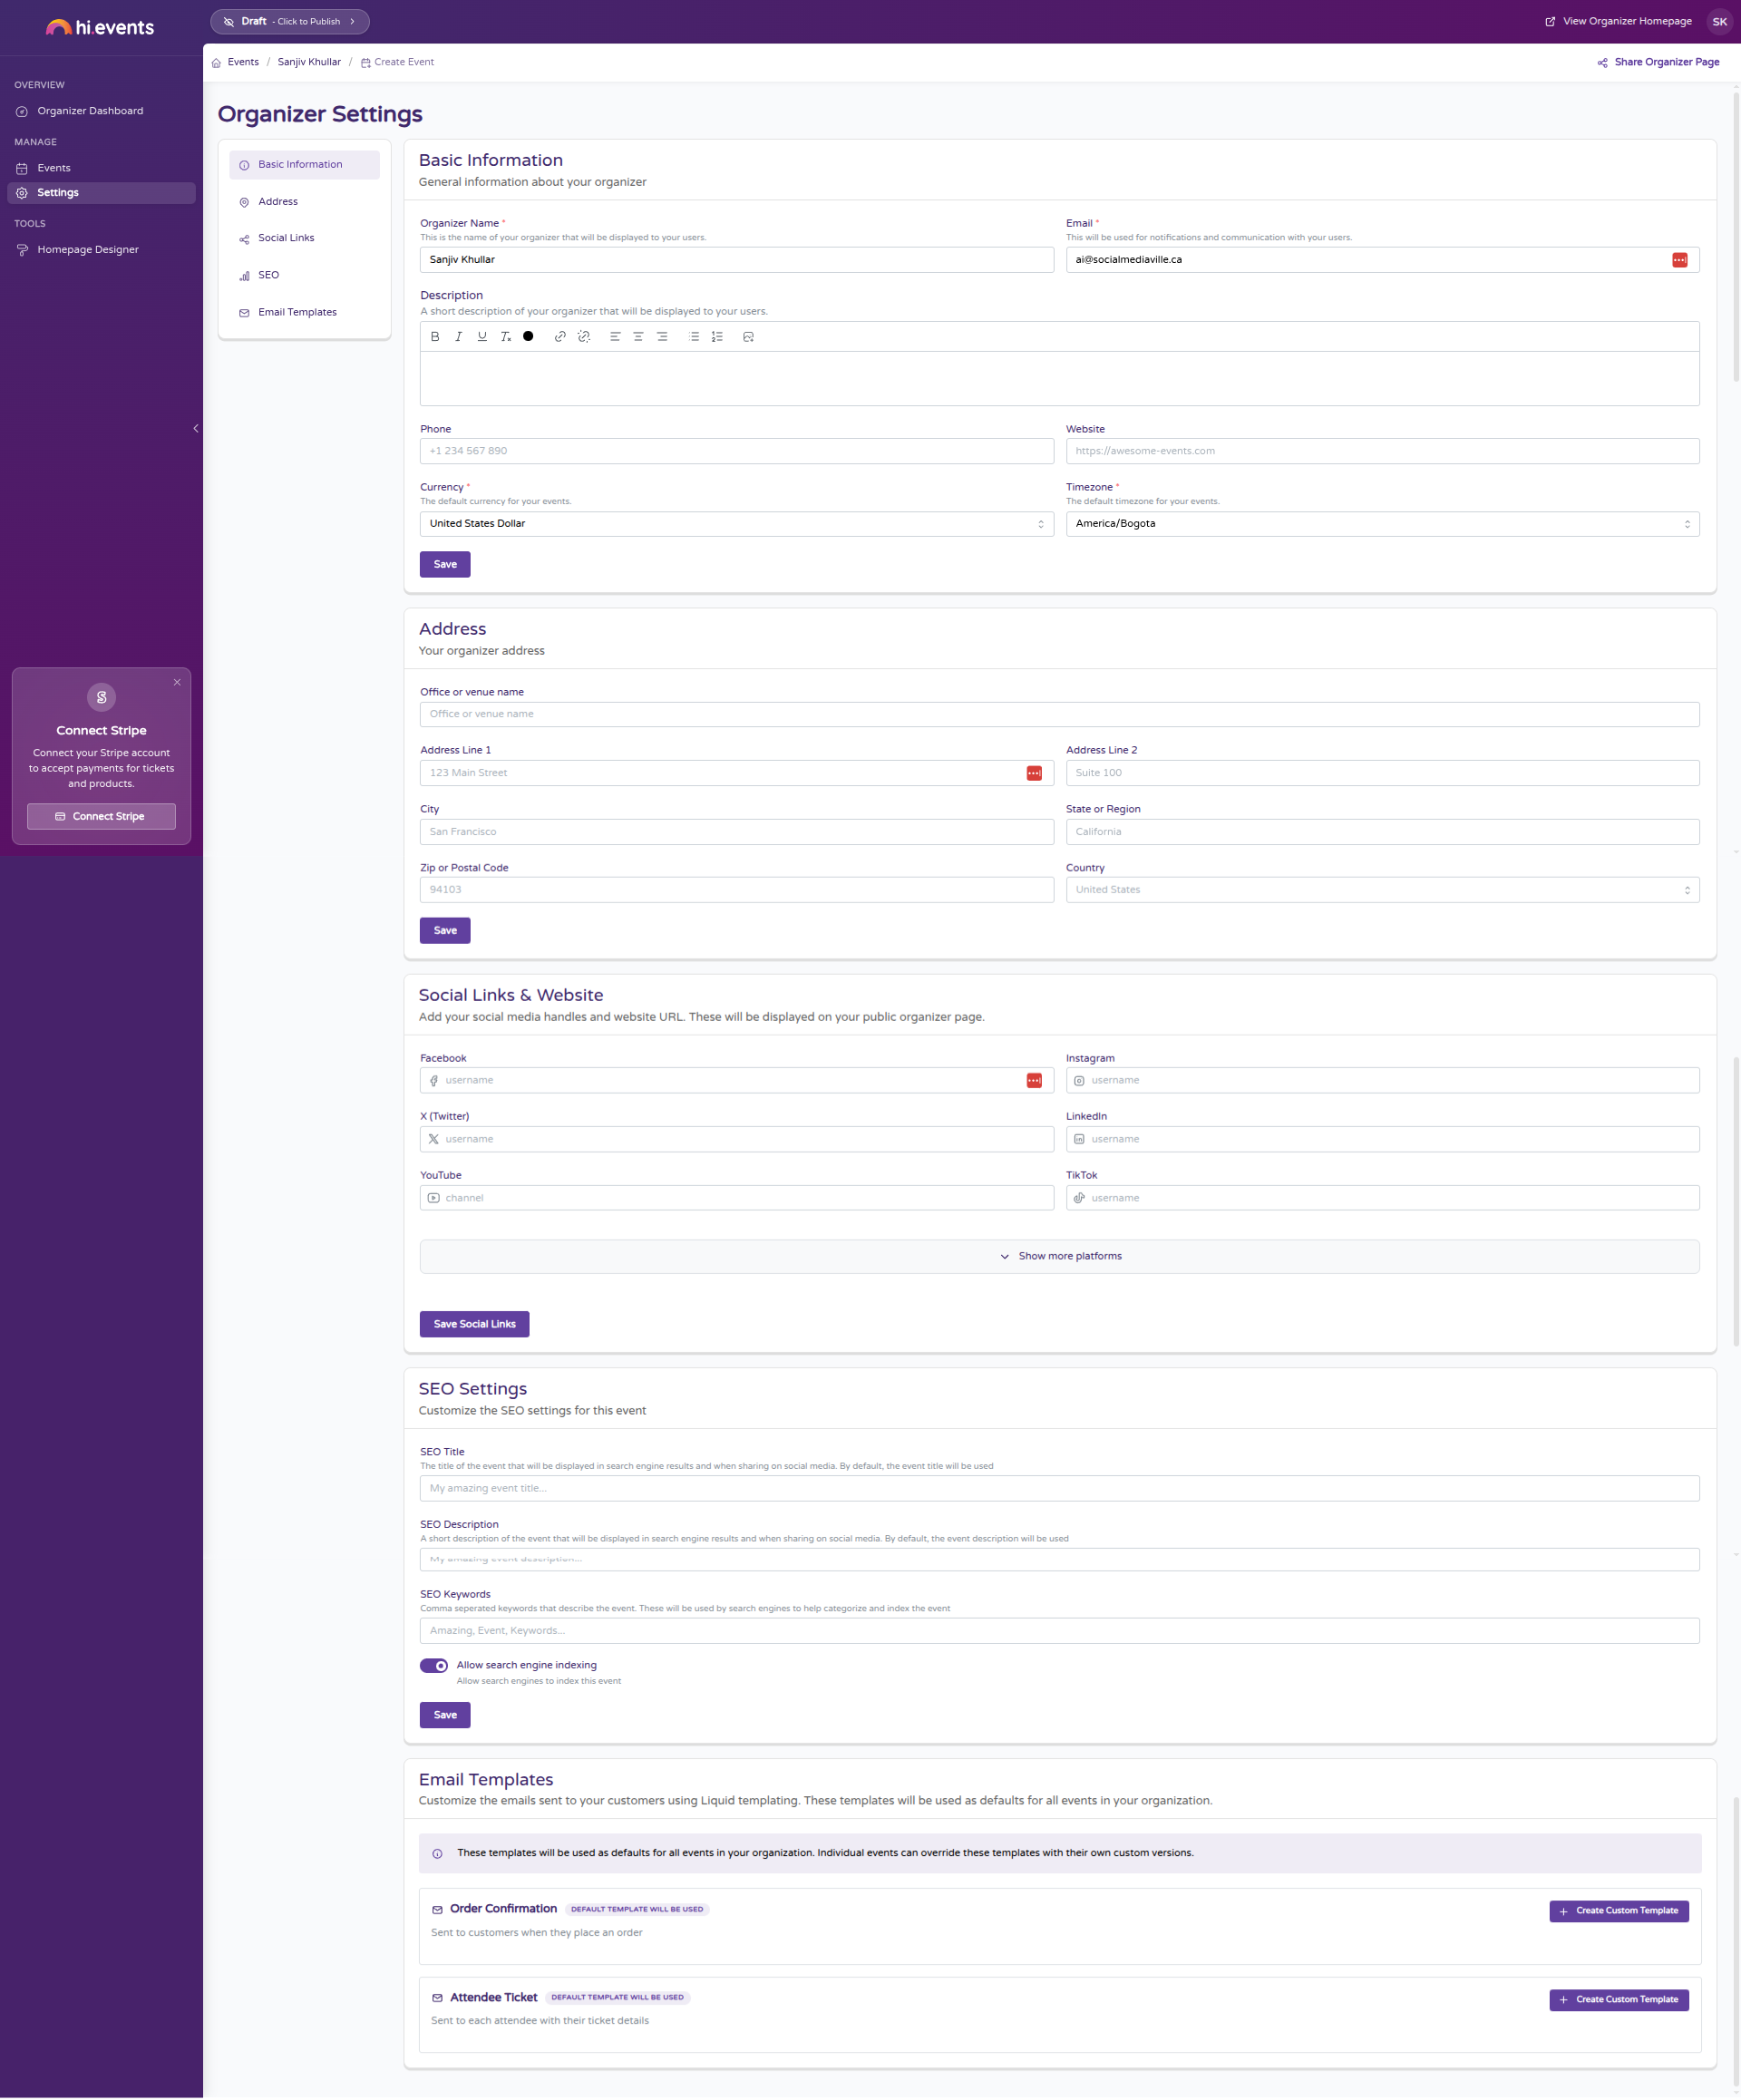 hi.events
Draft - Click to Publish
View Organizer Homepage
SK
Events / Sanjiv Khullar / Create Event
Share Organizer Page
OVERVIEW
Organizer Dashboard
MANAGE
Events
Settings
TOOLS
Homepage Designer
Connect Stripe
Connect your Stripe account
to accept payments for tickets
and products.
Connect Stripe
Organizer Settings
Basic Information
Address
Social Links
SEO
Email Templates
Basic Information
General information about your organizer
Organizer Name *
This is the name of your organizer that will be displayed to your users.
Sanjiv Khullar
Email *
This will be used for notifications and communication with your users.
ai@socialmediaville.ca
Description
A short description of your organizer that will be displayed to your users.
Phone
+1 234 567 890
Website
https://awesome-events.com
Currency *
The default currency for your events.
United States Dollar
Timezone *
The default timezone for your events.
America/Bogota
Save
Address
Your organizer address
Office or venue name
Office or venue name
Address Line 1
123 Main Street
Address Line 2
Suite 100
City
San Francisco
State or Region
California
Zip or Postal Code
94103
Country
United States
Save
Social Links & Website
Add your social media handles and website URL. These will be displayed on your public organizer page.
Facebook
username
Instagram
username
X (Twitter)
username
LinkedIn
username
YouTube
channel
TikTok
username
Show more platforms
Save Social Links
SEO Settings
Customize the SEO settings for this event
SEO Title
The title of the event that will be displayed in search engine results and when sharing on social media. By default, the event title will be used
My amazing event title...
SEO Description
A short description of the event that will be displayed in search engine results and when sharing on social media. By default, the event description will be used
My amazing event description...
SEO Keywords
Comma seperated keywords that describe the event. These will be used by search engines to help categorize and index the event
Amazing, Event, Keywords...
Allow search engine indexing
Allow search engines to index this event
Save
Email Templates
Customize the emails sent to your customers using Liquid templating. These templates will be used as defaults for all events in your organization.
These templates will be used as defaults for all events in your organization. Individual events can override these templates with their own custom versions.
Order Confirmation DEFAULT TEMPLATE WILL BE USED
Create Custom Template
Sent to customers when they place an order
Attendee Ticket DEFAULT TEMPLATE WILL BE USED
Create Custom Template
Sent to each attendee with their ticket details